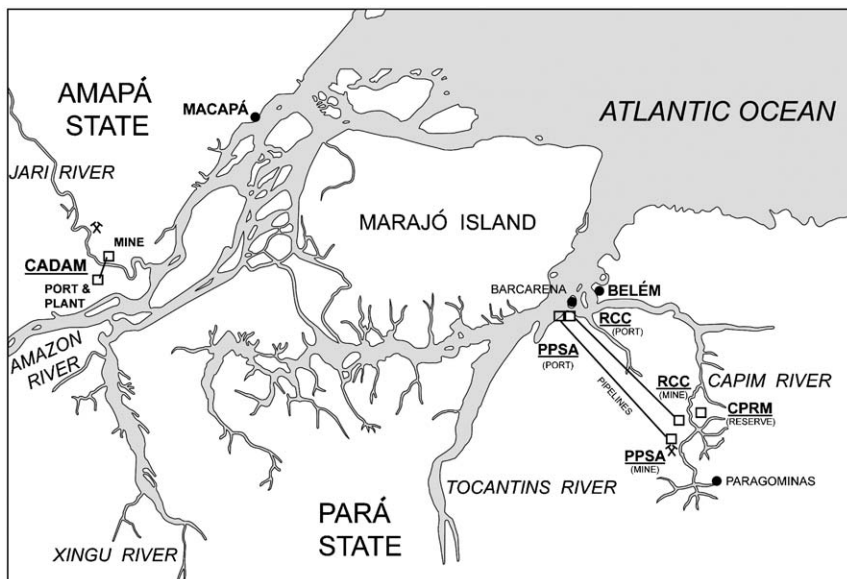 AMAPÁ
STATE
MACAPÁ
ATLANTIC OCEAN
JARI RIVER
MINE
CADAM
PORT &
PLANT
MARAJÓ ISLAND
BARCARENA
BELÉM
RCC
(PORT)
PPSA
(PORT)
AMAZON
RIVER
PIPELINES
RCC
(MINE)
CAPIM RIVER
CPRM
(RESERVE)
PPSA
(MINE)
PARAGOMINAS
TOCANTINS RIVER
PARÁ
STATE
XINGU RIVER